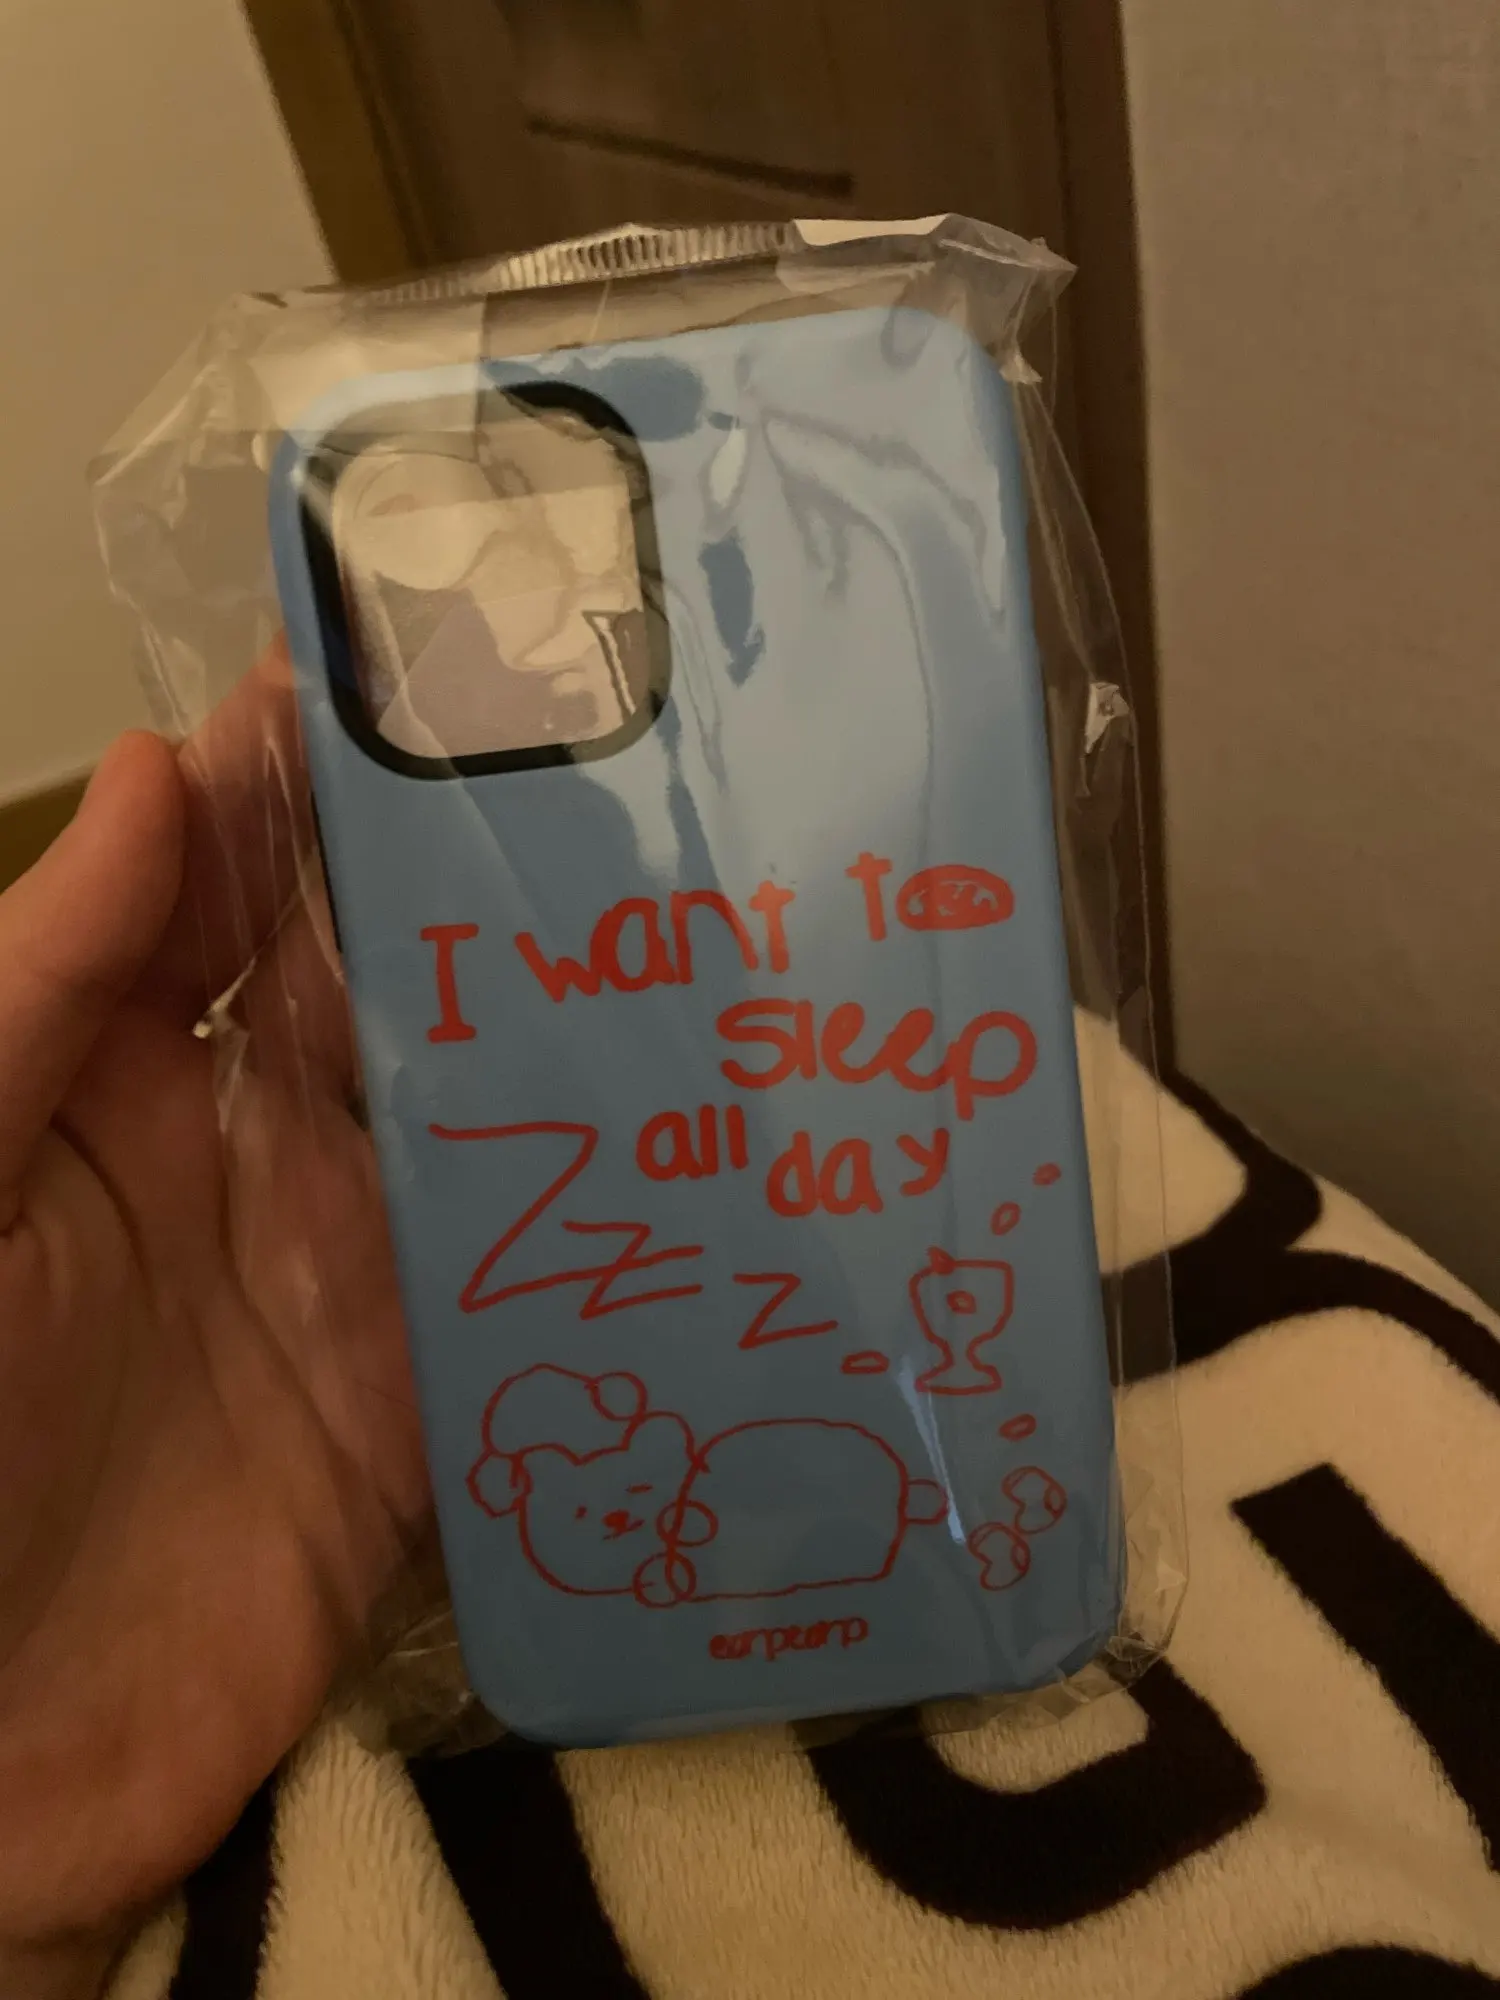 I want to
sleep
all day
Zzz z
earpearp